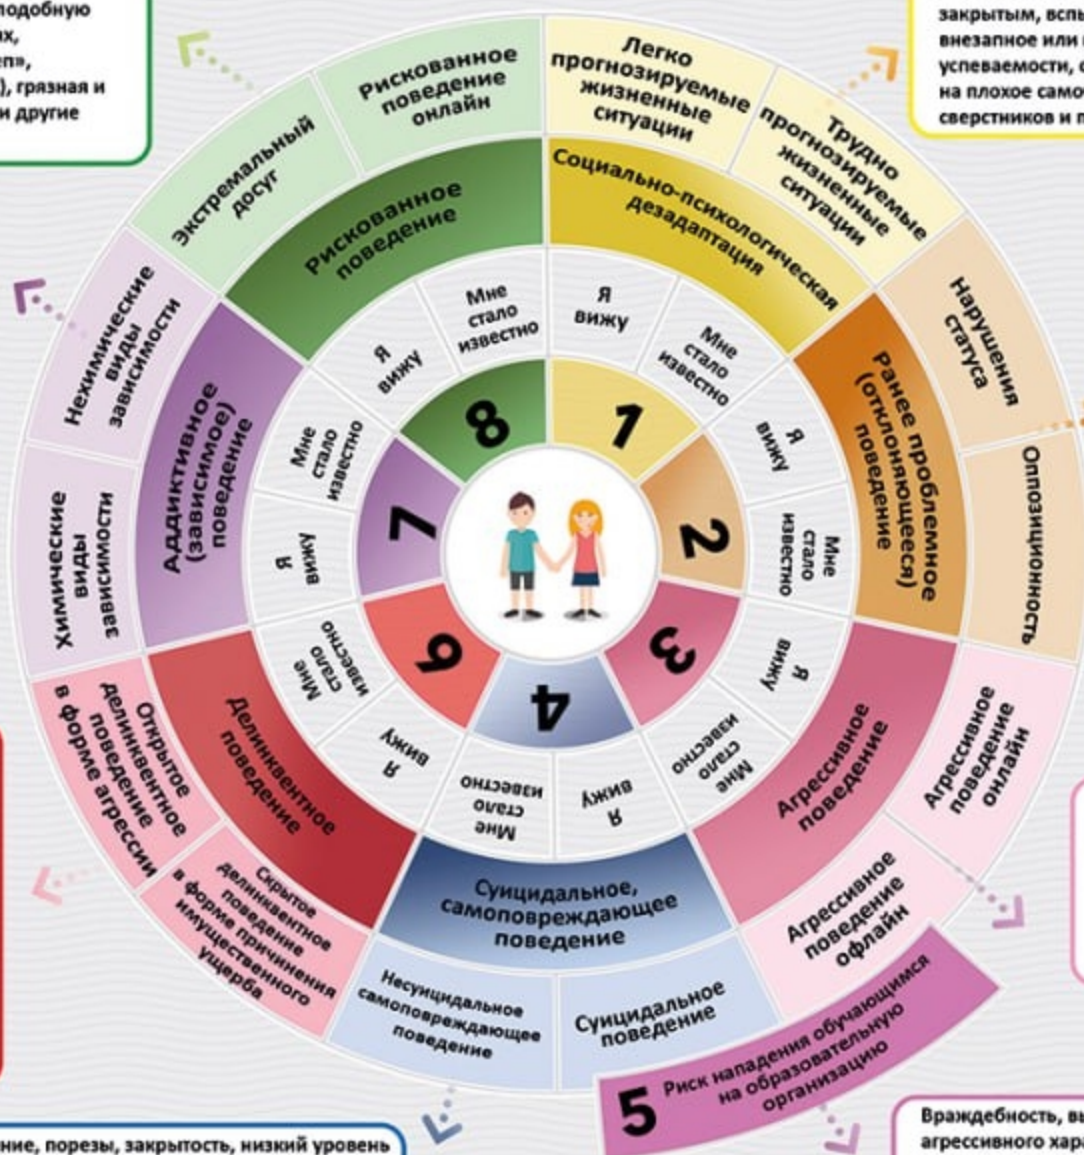 подобную
ах,
еп»,
), грязная и
и другие
закрытым, вспы
внезапное или
успеваемости, с
на плохое само
сверстников и п
Экстремальный
досуг
Рискованное
поведение
онлайн
Легко
прогнозируемые
жизненные
ситуации
Трудно
прогнозируемые
жизненные
ситуации
Нарушения
статуса
Оппозиционность
Агрессивное
поведение
онлайн
Агрессивное
поведение
офлайн
Суицидальное
поведение
Несуицидальное
самоповреждающее
поведение
Скрытое
делинквентное
поведение
в форме причинения
имущественного
ущерба
Открытое
делинквентное
поведение
в форме агрессии
Химические
виды
зависимости
Нехимические
виды
зависимости
Рискованное
поведение
Социально-психологическая
дезадаптация
Ранее проблемное
(отклоняющееся)
поведение
Агрессивное
поведение
Суицидальное,
самоповреждающее
поведение
Делинквентное
поведение
Аддиктивное
(зависимое)
поведение
Я
вижу
Мне
стало
известно
Я
вижу
Мне
стало
известно
Я
вижу
Мне
стало
известно
Я
вижу
Мне
стало
известно
Я
вижу
Мне
стало
известно
Я
вижу
Мне
стало
известно
Я
вижу
Мне
стало
известно
1
2
3
4
6
7
8
5
Риск нападения обучающимся
на образовательную
организацию
ние, порезы, закрытость, низкий уровень
Враждебность, вы
агрессивного хара